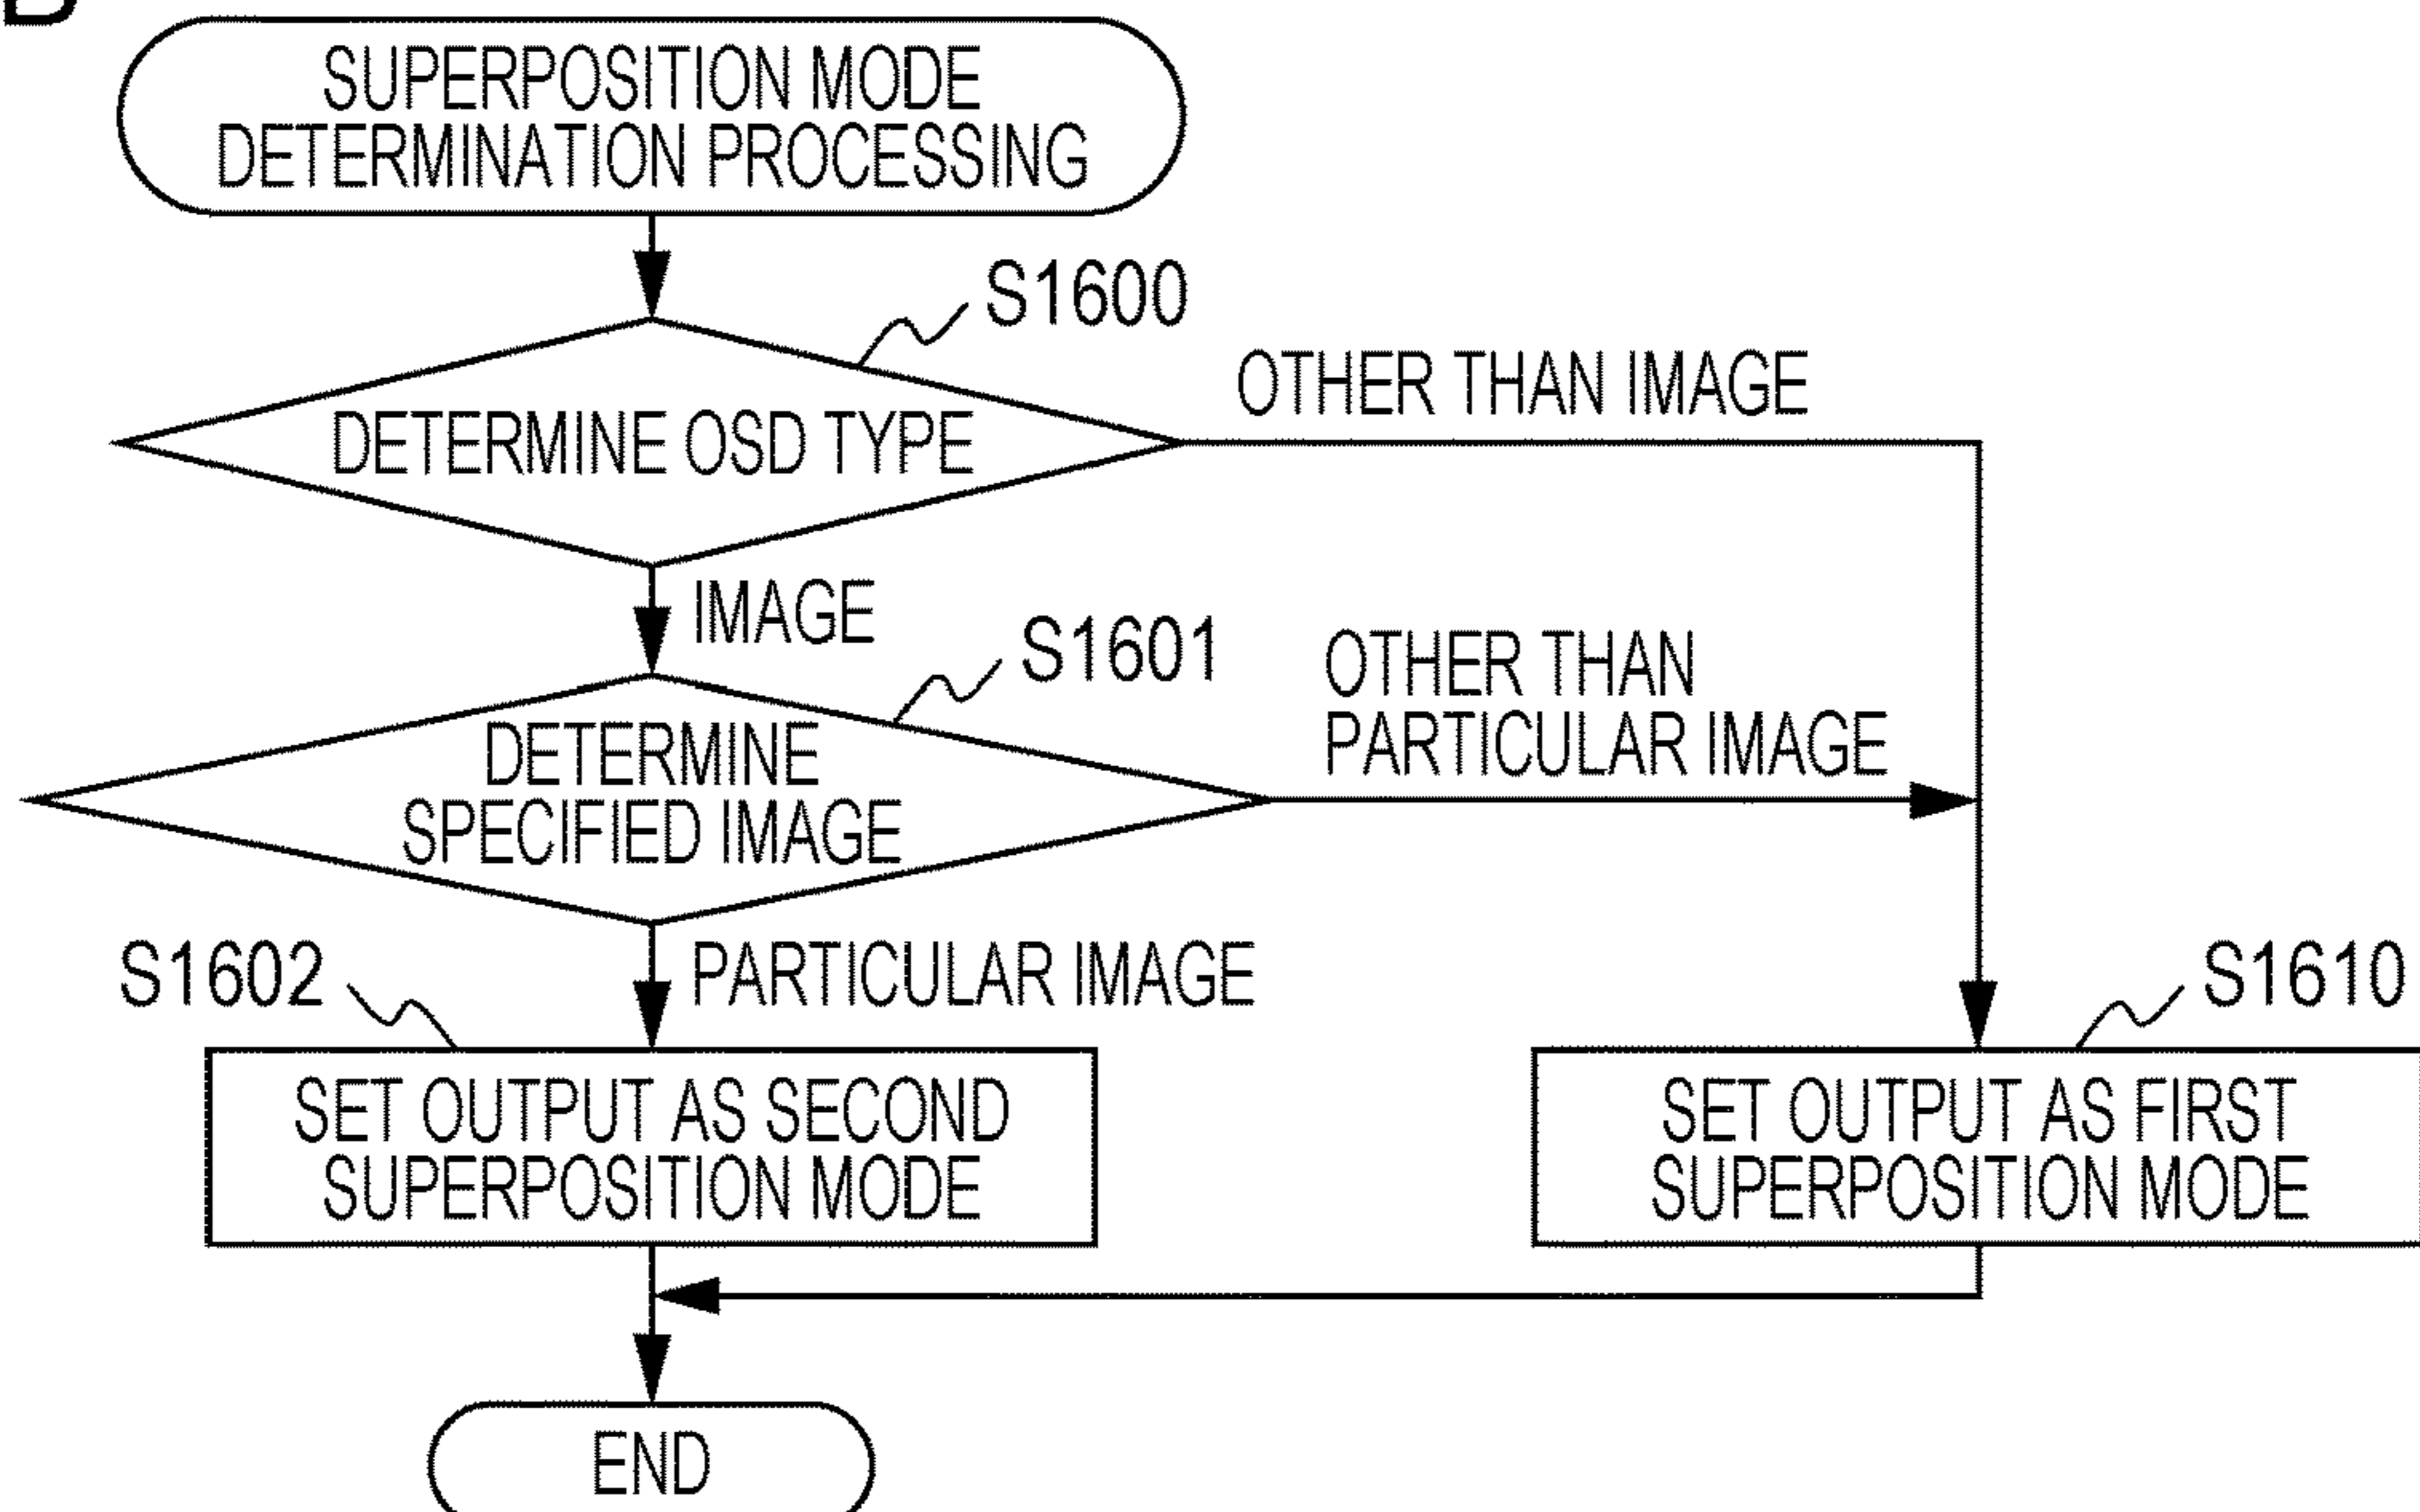 SUPERPOSITION MODE
DETERMINATION PROCESSING
S1600
OTHER THAN IMAGE
DETERMINE OSD TYPE
IMAGE
S1601
OTHER THAN
PARTICULAR IMAGE
DETERMINE
SPECIFIED IMAGE
S1602
PARTICULAR IMAGE
S1610
SET OUTPUT AS SECOND
SUPERPOSITION MODE
SET OUTPUT AS FIRST
SUPERPOSITION MODE
END